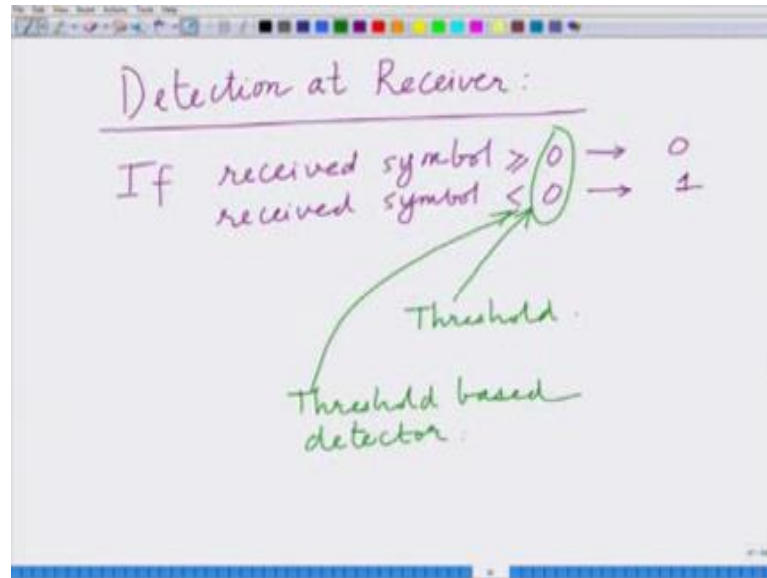 Detection at Receiver:
If received symbol ≥ 0 → 0
received symbol < 0 → 1
Threshold.
Threshold based
detector.